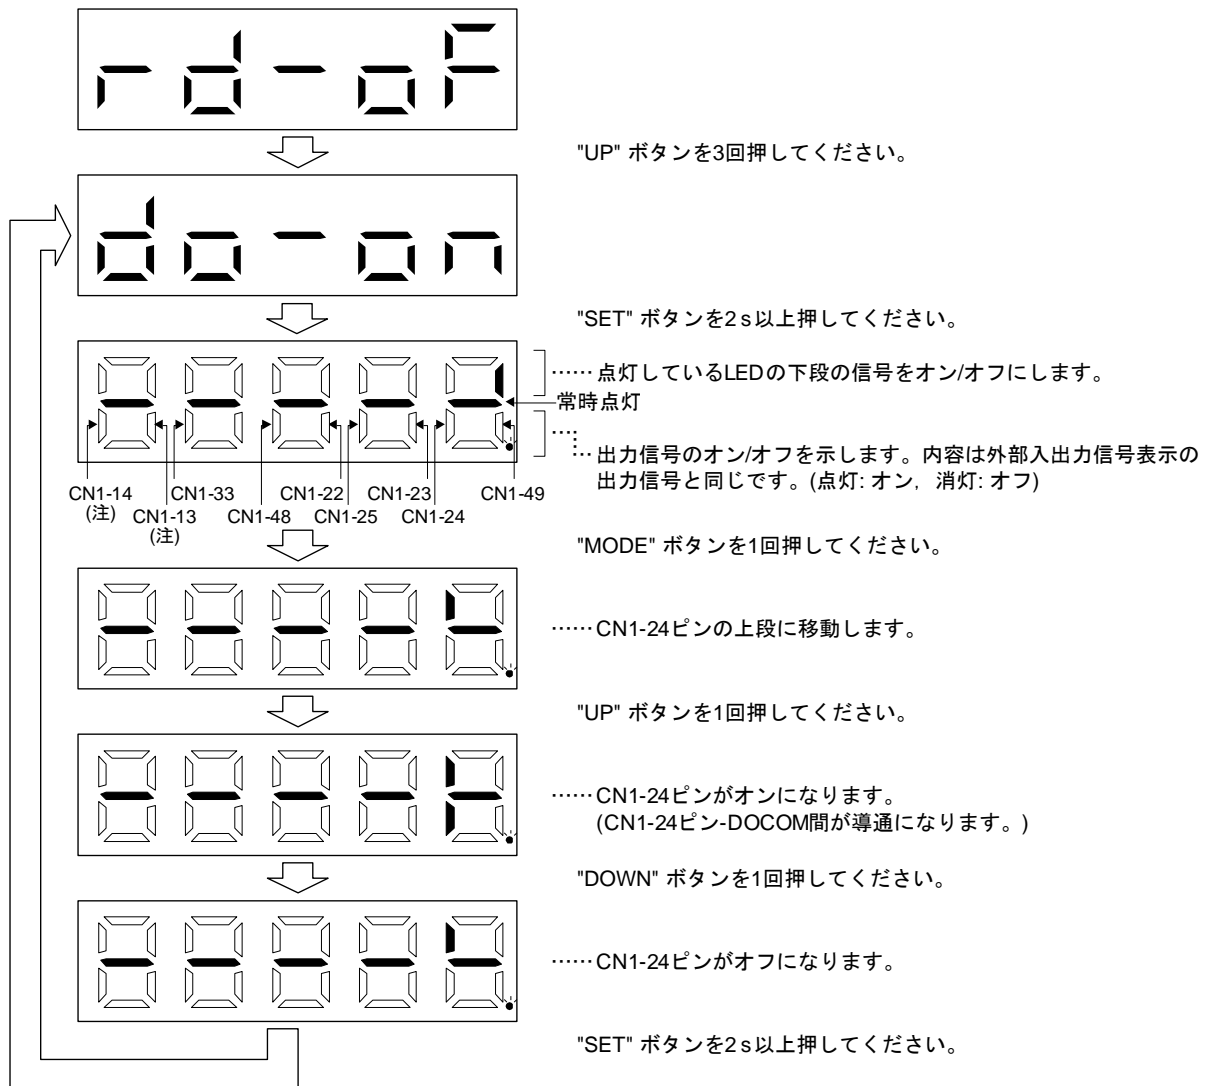 rd-oF
"UP" ボタンを3回押してください。
do-on
"SET" ボタンを2 s以上押してください。
……点灯しているLEDの下段の信号をオン/オフにします。
常時点灯
出力信号のオン/オフを示します。内容は外部入出力信号表示の
出力信号と同じです。(点灯: オン, 消灯: オフ)
CN1-14 CN1-33 CN1-22 CN1-23 CN1-49
(注) CN1-13 CN1-48 CN1-25 CN1-24
(注)
"MODE" ボタンを1回押してください。
……CN1-24ピンの上段に移動します。
"UP" ボタンを1回押してください。
……CN1-24ピンがオンになります。
(CN1-24ピン-DOCOM間が導通になります。)
"DOWN" ボタンを1回押してください。
……CN1-24ピンがオフになります。
"SET" ボタンを2 s以上押してください。